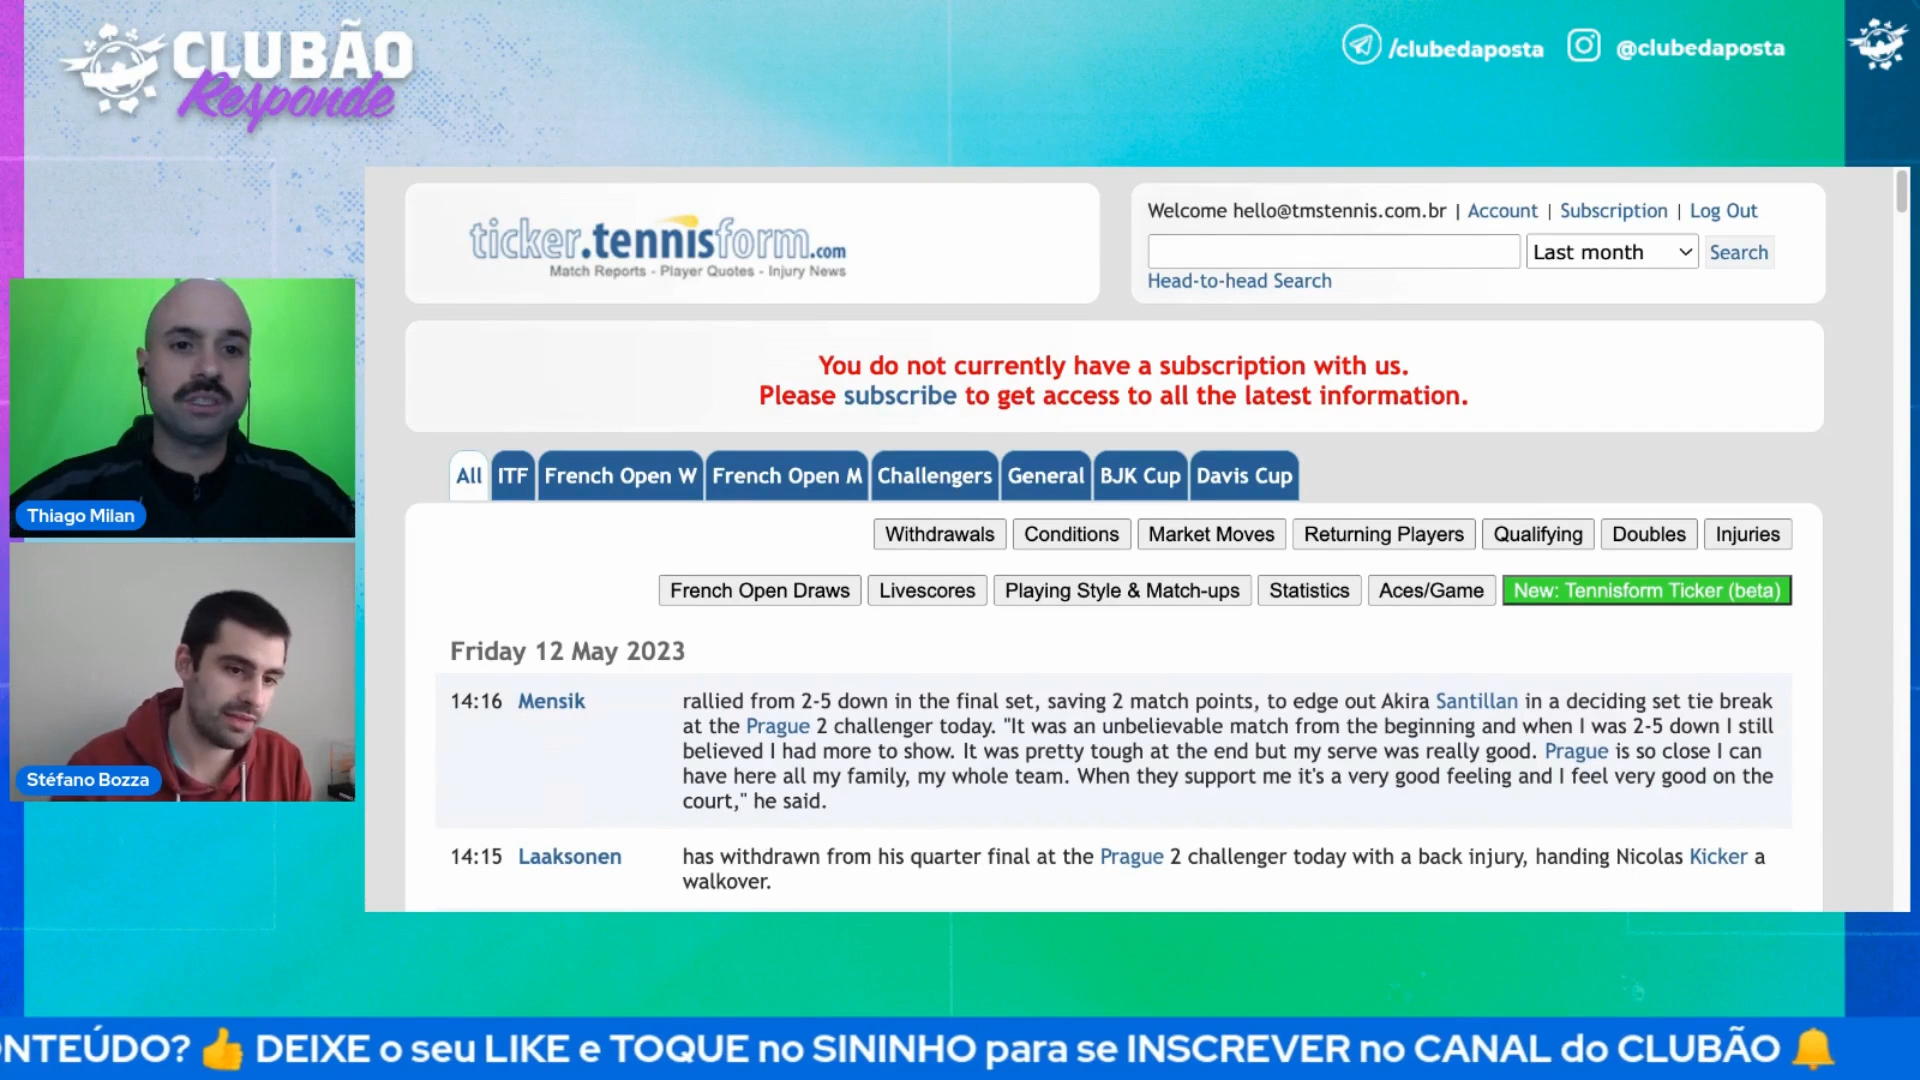 CLUBÃO
Responde
/clubedaposta
@clubedaposta
ticker.tennisform.com
Match Reports - Player Quotes - Injury News
Welcome hello@tmstennis.com.br | Account | Subscription | Log Out
Last month
Search
Head-to-head Search
You do not currently have a subscription with us.
Please subscribe to get access to all the latest information.
All
ITF
French Open W
French Open M
Challengers
General
BJK Cup
Davis Cup
Withdrawals
Conditions
Market Moves
Returning Players
Qualifying
Doubles
Injuries
French Open Draws
Livescores
Playing Style & Match-ups
Statistics
Aces/Game
New: Tennisform Ticker (beta)
Friday 12 May 2023
14:16 Mensik
rallied from 2-5 down in the final set, saving 2 match points, to edge out Akira Santillan in a deciding set tie break
at the Prague 2 challenger today. "It was an unbelievable match from the beginning and when I was 2-5 down I still
believed I had more to show. It was pretty tough at the end but my serve was really good. Prague is so close I can
have here all my family, my whole team. When they support me it's a very good feeling and I feel very good on the
court," he said.
14:15 Laaksonen
has withdrawn from his quarter final at the Prague 2 challenger today with a back injury, handing Nicolas Kicker a
walkover.
Thiago Milan
Stéfano Bozza
NTEÚDO? 👍 DEIXE o seu LIKE e TOQUE no SININHO para se INSCREVER no CANAL do CLUBÃO 🔔